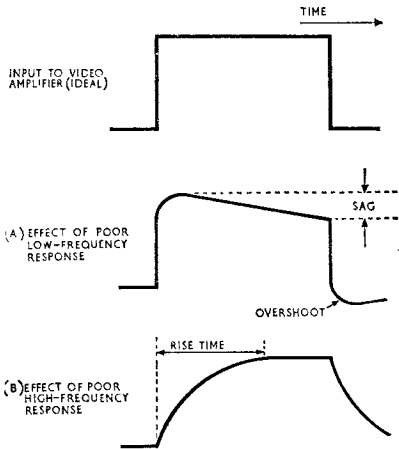 TIME
INPUT TO VIDEO
AMPLIFIER (IDEAL)
(A) EFFECT OF POOR
LOW-FREQUENCY
RESPONSE
SAG
OVERSHOOT
RISE TIME
(B) EFFECT OF POOR
HIGH-FREQUENCY
RESPONSE